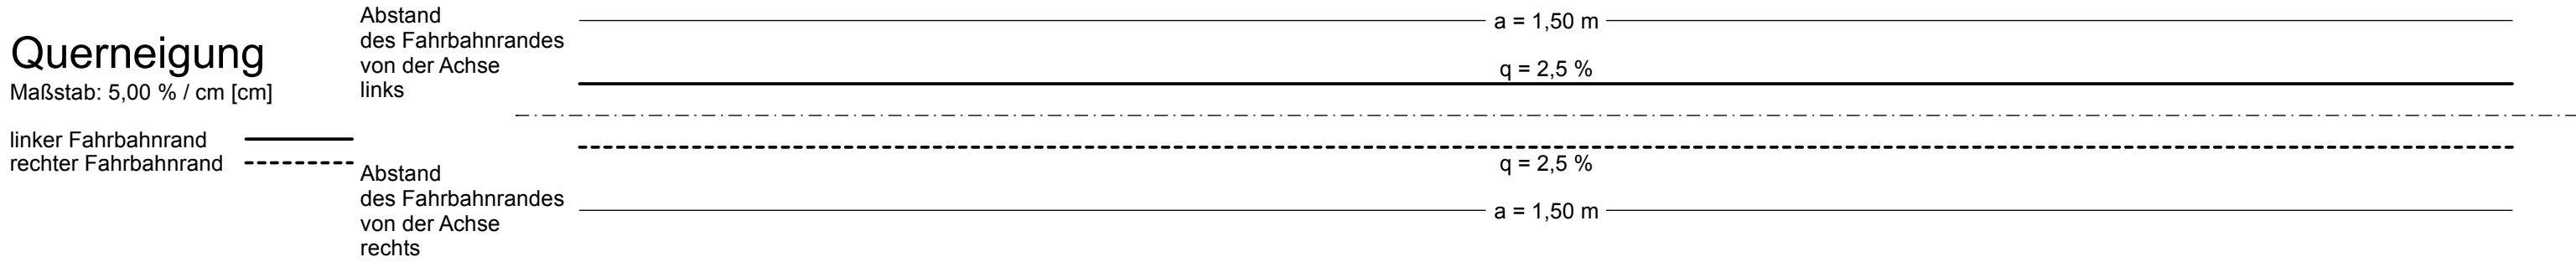 Querneigung
Maßstab: 5,00 % / cm [cm]
linker Fahrbahnrand
rechter Fahrbahnrand
Abstand
des Fahrbahnrandes
von der Achse
links
a = 1,50 m
q = 2,5 %
Abstand
des Fahrbahnrandes
von der Achse
rechts
q = 2,5 %
a = 1,50 m